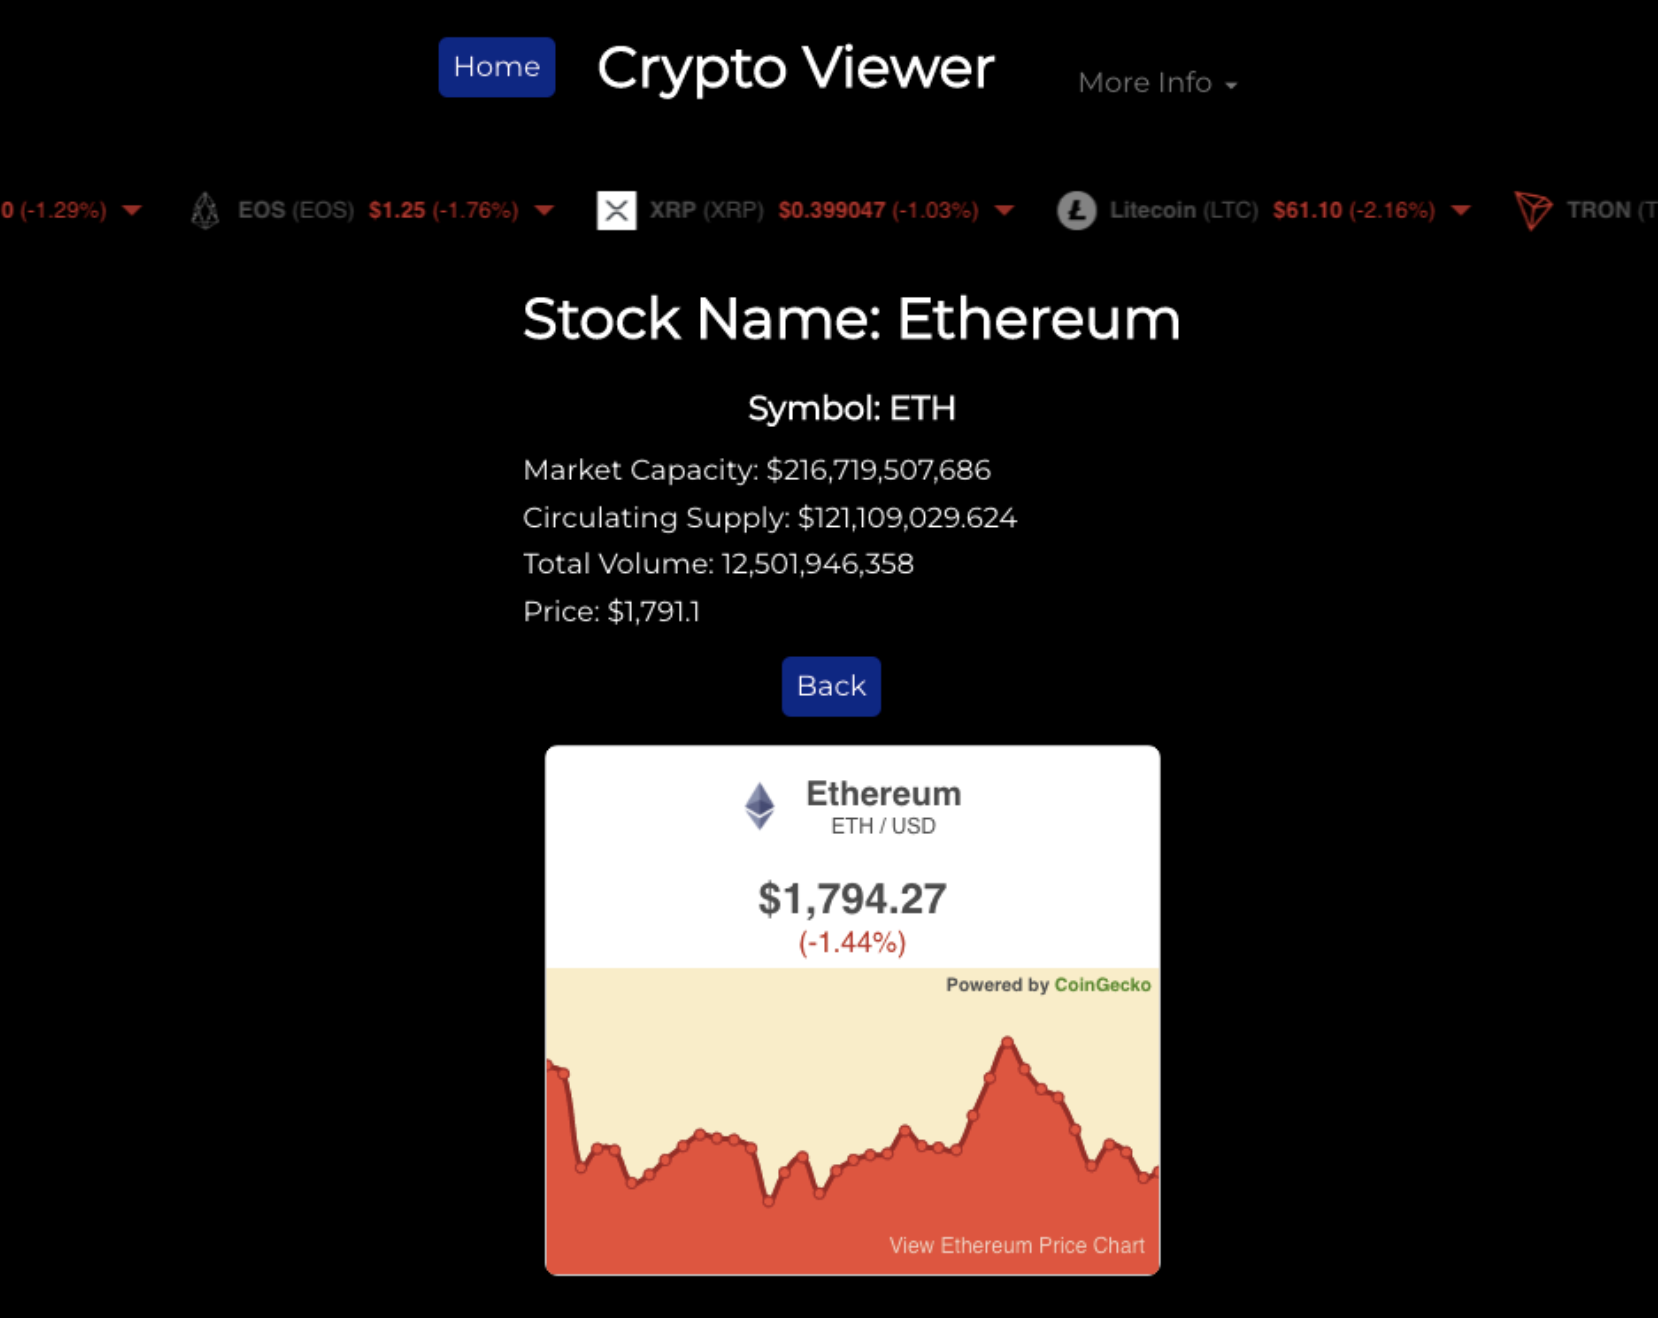 Home Crypto Viewer More Info
0 (-1.29%) EOS (EOS) $1.25 (-1.76%) XRP (XRP) $0.399047 (-1.03%) Litecoin (LTC) $61.10 (-2.16%) TRON (T
Stock Name: Ethereum
Symbol: ETH
Market Capacity: $216,719,507,686
Circulating Supply: $121,109,029.624
Total Volume: 12,501,946,358
Price: $1,791.1
Back
Ethereum
ETH / USD
$1,794.27
(-1.44%)
Powered by CoinGecko
View Ethereum Price Chart